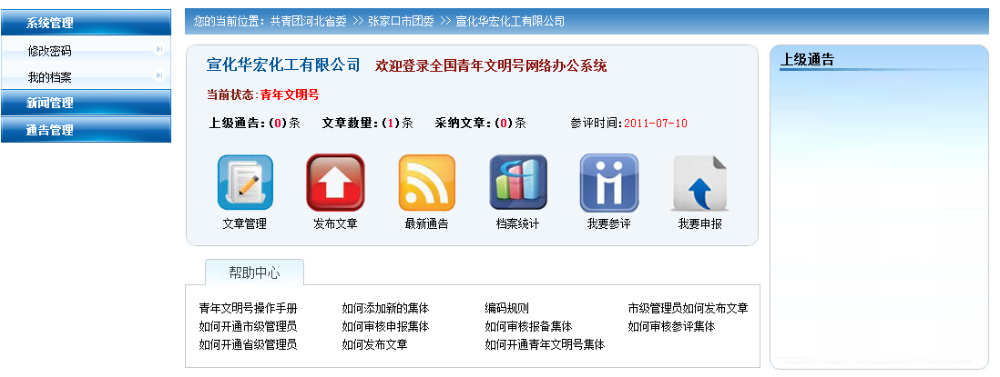 系统管理
修改密码
我的档案
新闻管理
通告管理
您的当前位置：共青团河北省委 >> 张家口市团委 >> 宣化华宏化工有限公司
宣化华宏化工有限公司 欢迎登录全国青年文明号网络办公系统
当前状态:青年文明号
上级通告：(0)条 文章数量：(1)条 采纳文章：(0)条 参评时间:2011-07-10
文章管理 发布文章 最新通告 档案统计 我要参评 我要申报
上级通告
帮助中心
青年文明号操作手册 如何添加新的集体 编码规则 市级管理员如何发布文章
如何开通市级管理员 如何审核申报集体 如何审核报备集体 如何审核参评集体
如何开通省级管理员 如何发布文章 如何开通青年文明号集体